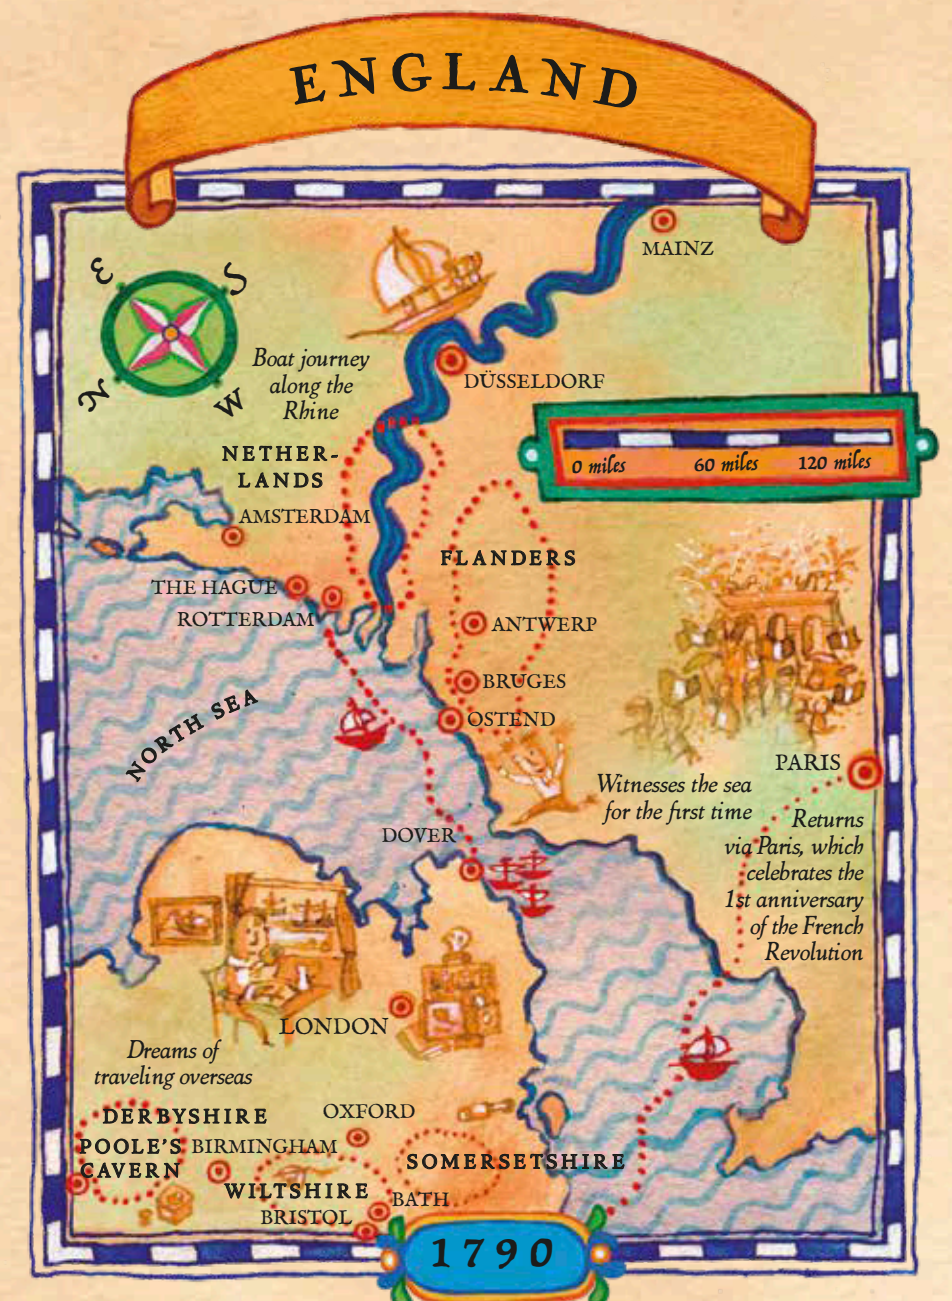 ENGLAND
MAINZ
E
S
N
W
Boat journey
along the
Rhine
DÜSSELDORF
0 miles 60 miles 120 miles
NETHER-
LANDS
AMSTERDAM
FLANDERS
THE HAGUE
ROTTERDAM
ANTWERP
BRUGES
OSTEND
NORTH SEA
PARIS
Witnesses the sea
for the first time
Returns
via Paris, which
celebrates the
1st anniversary
of the French
Revolution
DOVER
LONDON
Dreams of
traveling overseas
DERBYSHIRE
OXFORD
POOLE'S
CAVERN
BIRMINGHAM
SOMERSETSHIRE
WILTSHIRE
BATH
BRISTOL
1790